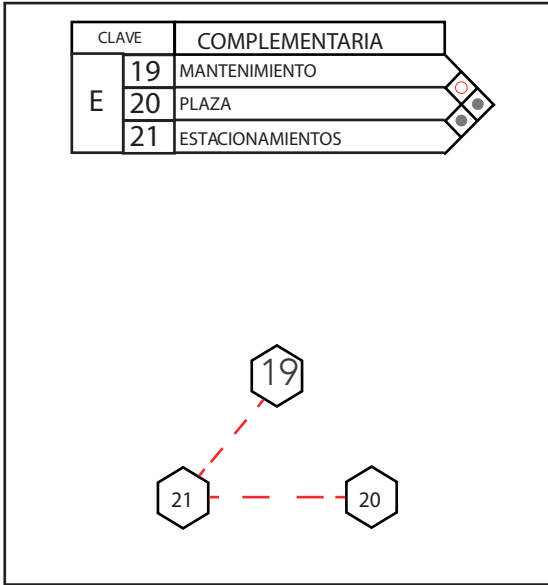 CLAVE COMPLEMENTARIA
E
19 MANTENIMIENTO
20 PLAZA
21 ESTACIONAMIENTOS
19
21 20